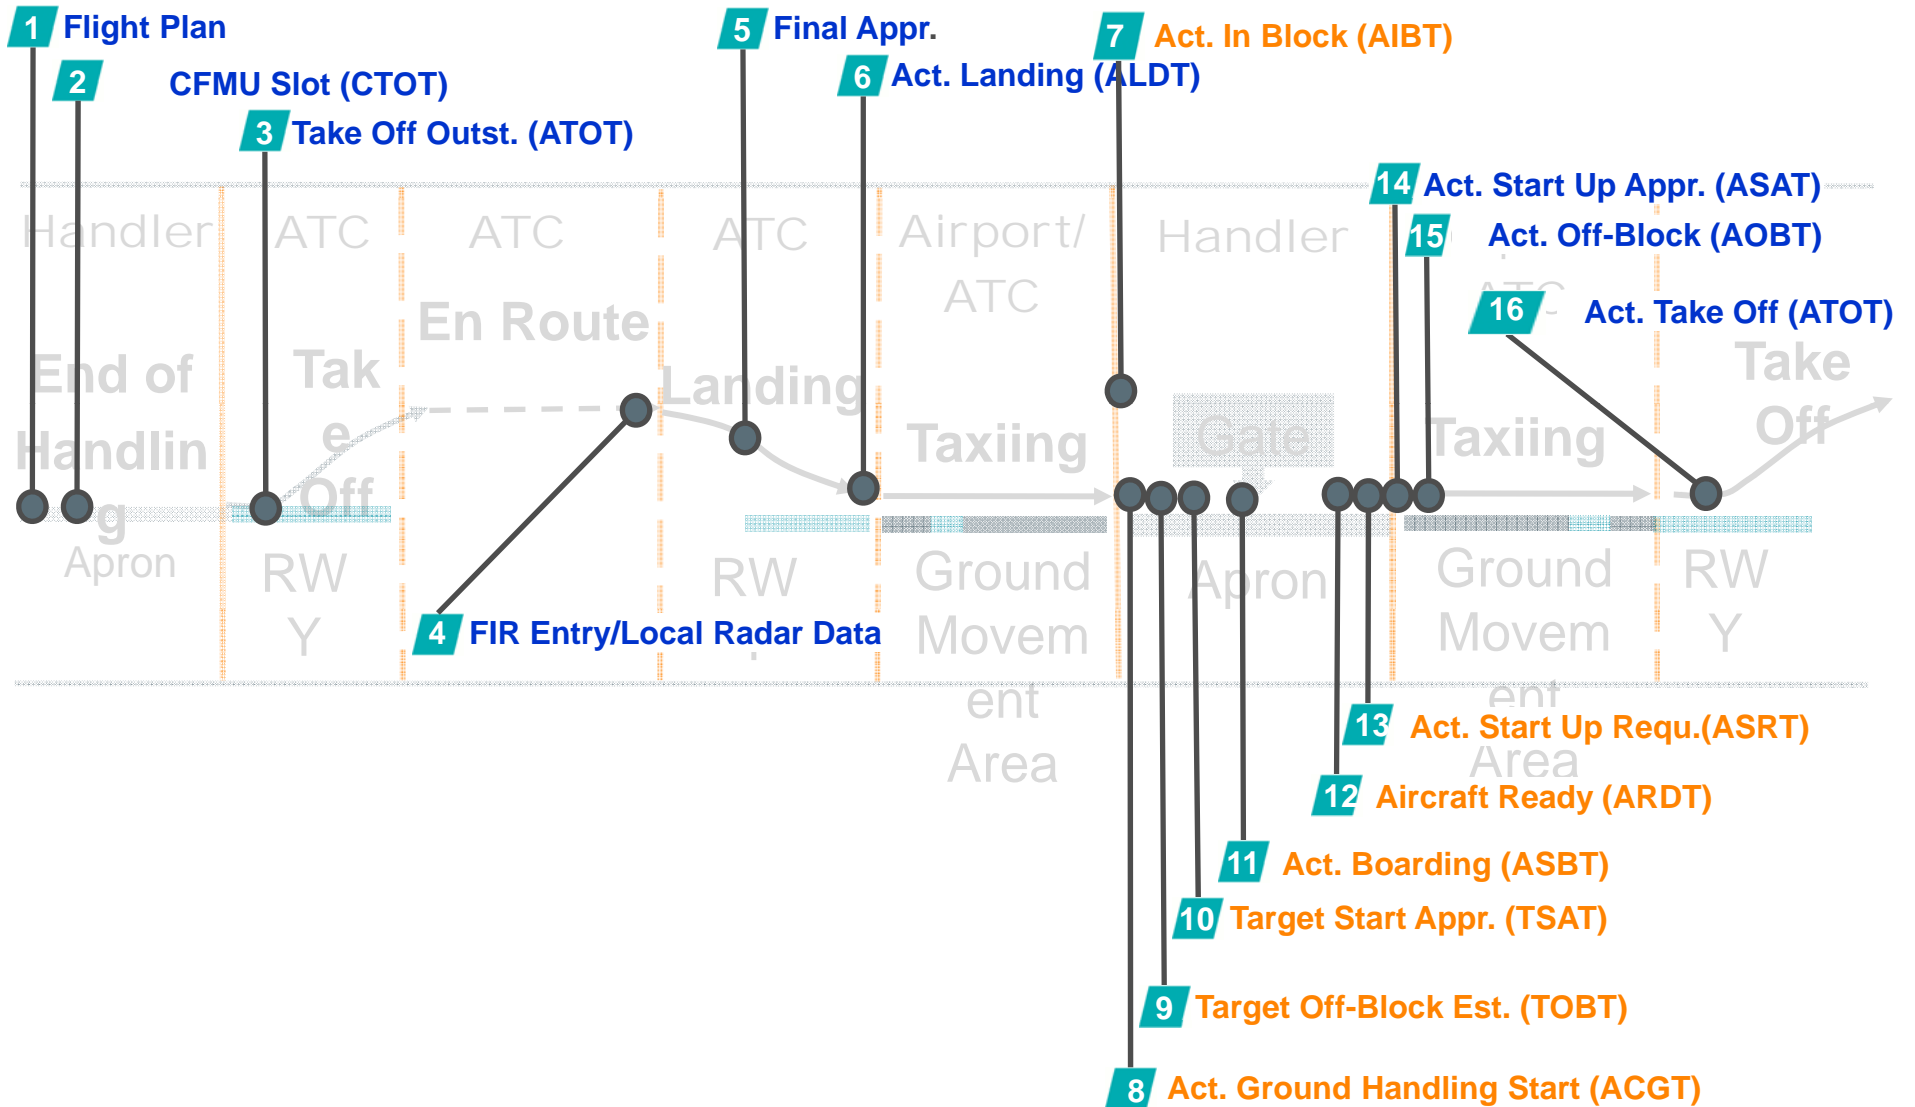 1 Flight Plan
2 CFMU Slot (CTOT)
3 Take Off Outst. (ATOT)
5 Final Appr.
6 Act. Landing (ALDT)
7 Act. In Block (AIBT)
14 Act. Start Up Appr. (ASAT)
15 Act. Off-Block (AOBT)
16 Act. Take Off (ATOT)
Handler
ATC
ATC
ATC
Airport/
ATC
Handler
ATC
End of
Handlin
g
Tak
e
Off
En Route
Landing
Taxiing
Gate
Taxiing
Take
Off
Apron
RW
Y
RW
Ground
Movem
ent
Area
Apron
Ground
Movem
ent
Area
RW
Y
4 FIR Entry/Local Radar Data
13 Act. Start Up Requ.(ASRT)
12 Aircraft Ready (ARDT)
11 Act. Boarding (ASBT)
10 Target Start Appr. (TSAT)
9 Target Off-Block Est. (TOBT)
8 Act. Ground Handling Start (ACGT)